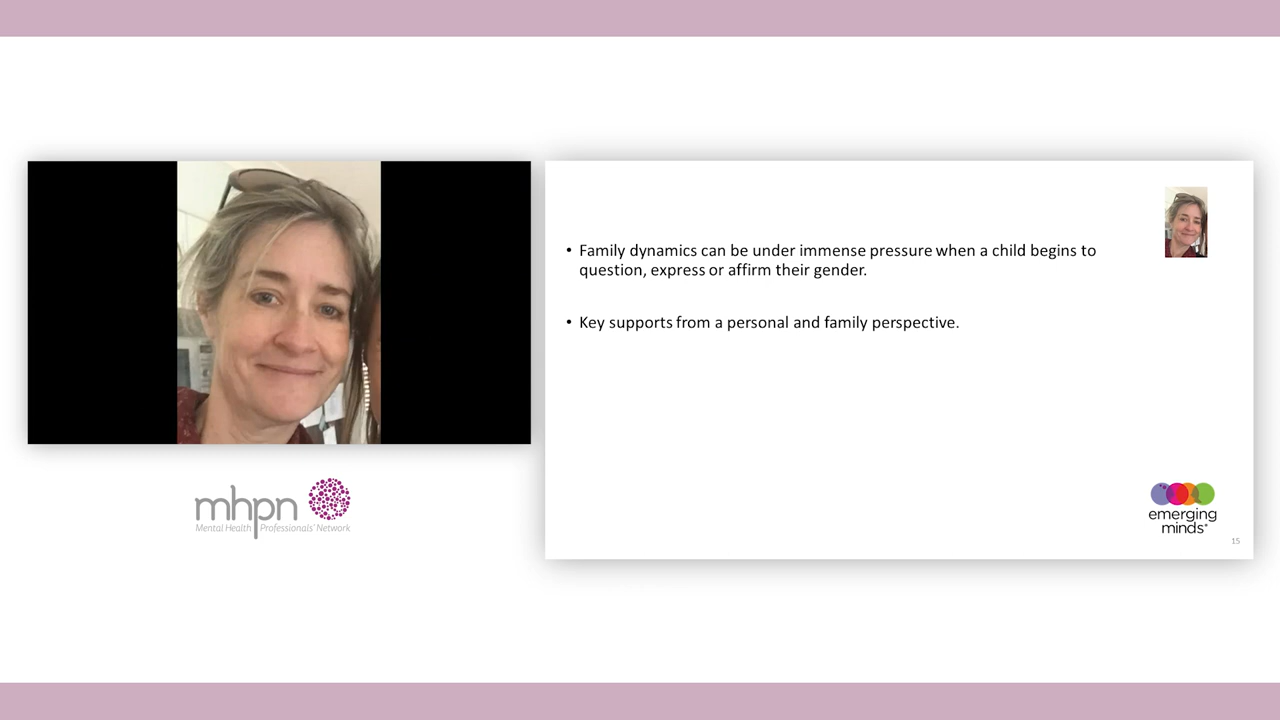 • Family dynamics can be under immense pressure when a child begins to
question, express or affirm their gender.
• Key supports from a personal and family perspective.
mhpn
Mental Health Professionals' Network
emerging
minds
15